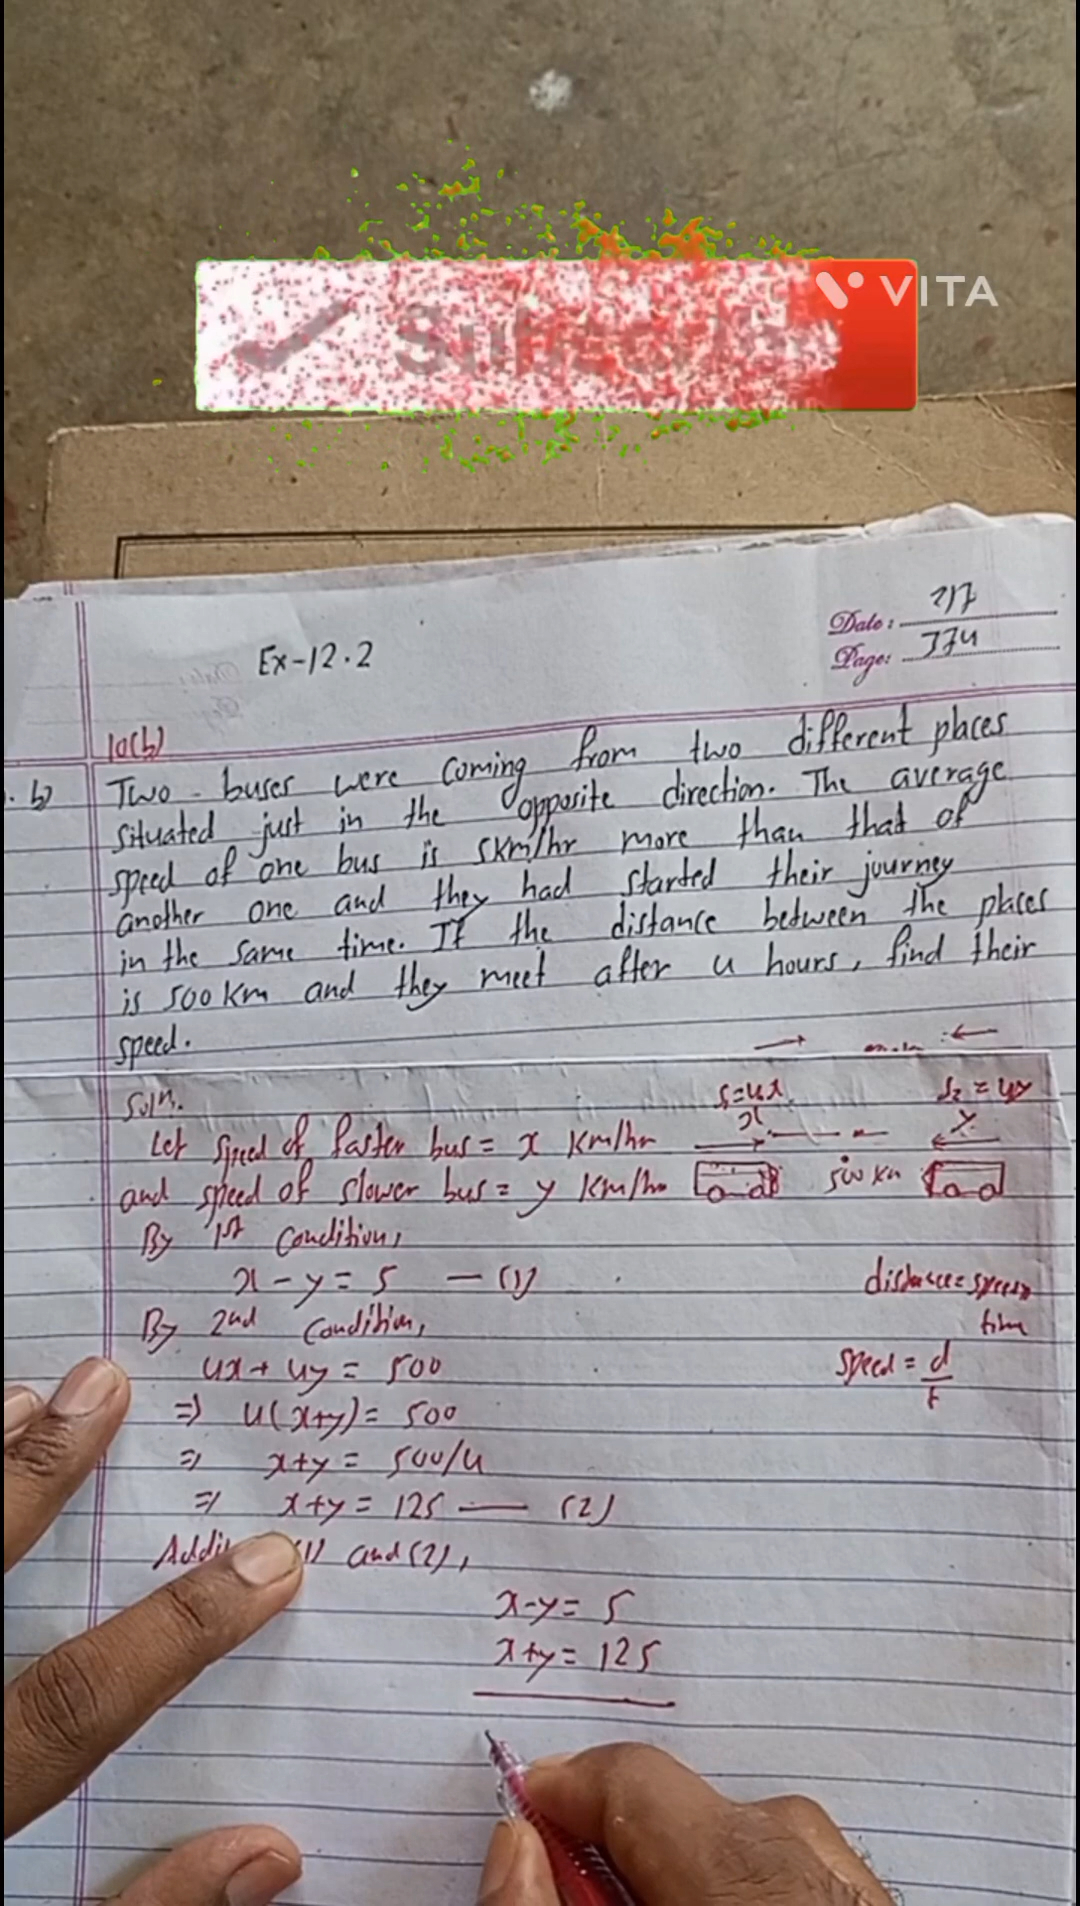 Subscribe
VITA
Date: 217
Page: 374
Ex-12.2
10(b)
. b) Two buses were coming from two different places
situated just in the opposite direction. The average
speed of one bus is 5km/hr more than that of
another one and they had started their journey
in the same time. If the distance between the places
is 500 km and they meet after 4 hours, find their
speed.
Soln.
Let speed of faster bus = x km/hr
and speed of slower bus = y km/hr
S₁=4x
x
S₂ = 4y
y
500 km
By 1st condition,
x - y = 5 — (1)
By 2nd condition,
4x + 4y = 500
⇒ 4(x+y) = 500
⇒ x+y = 500/4
⇒ x+y = 125 — (2)
distance = speed×
time
speed = d/t
(1) and (2),
x-y = 5
x+y = 125